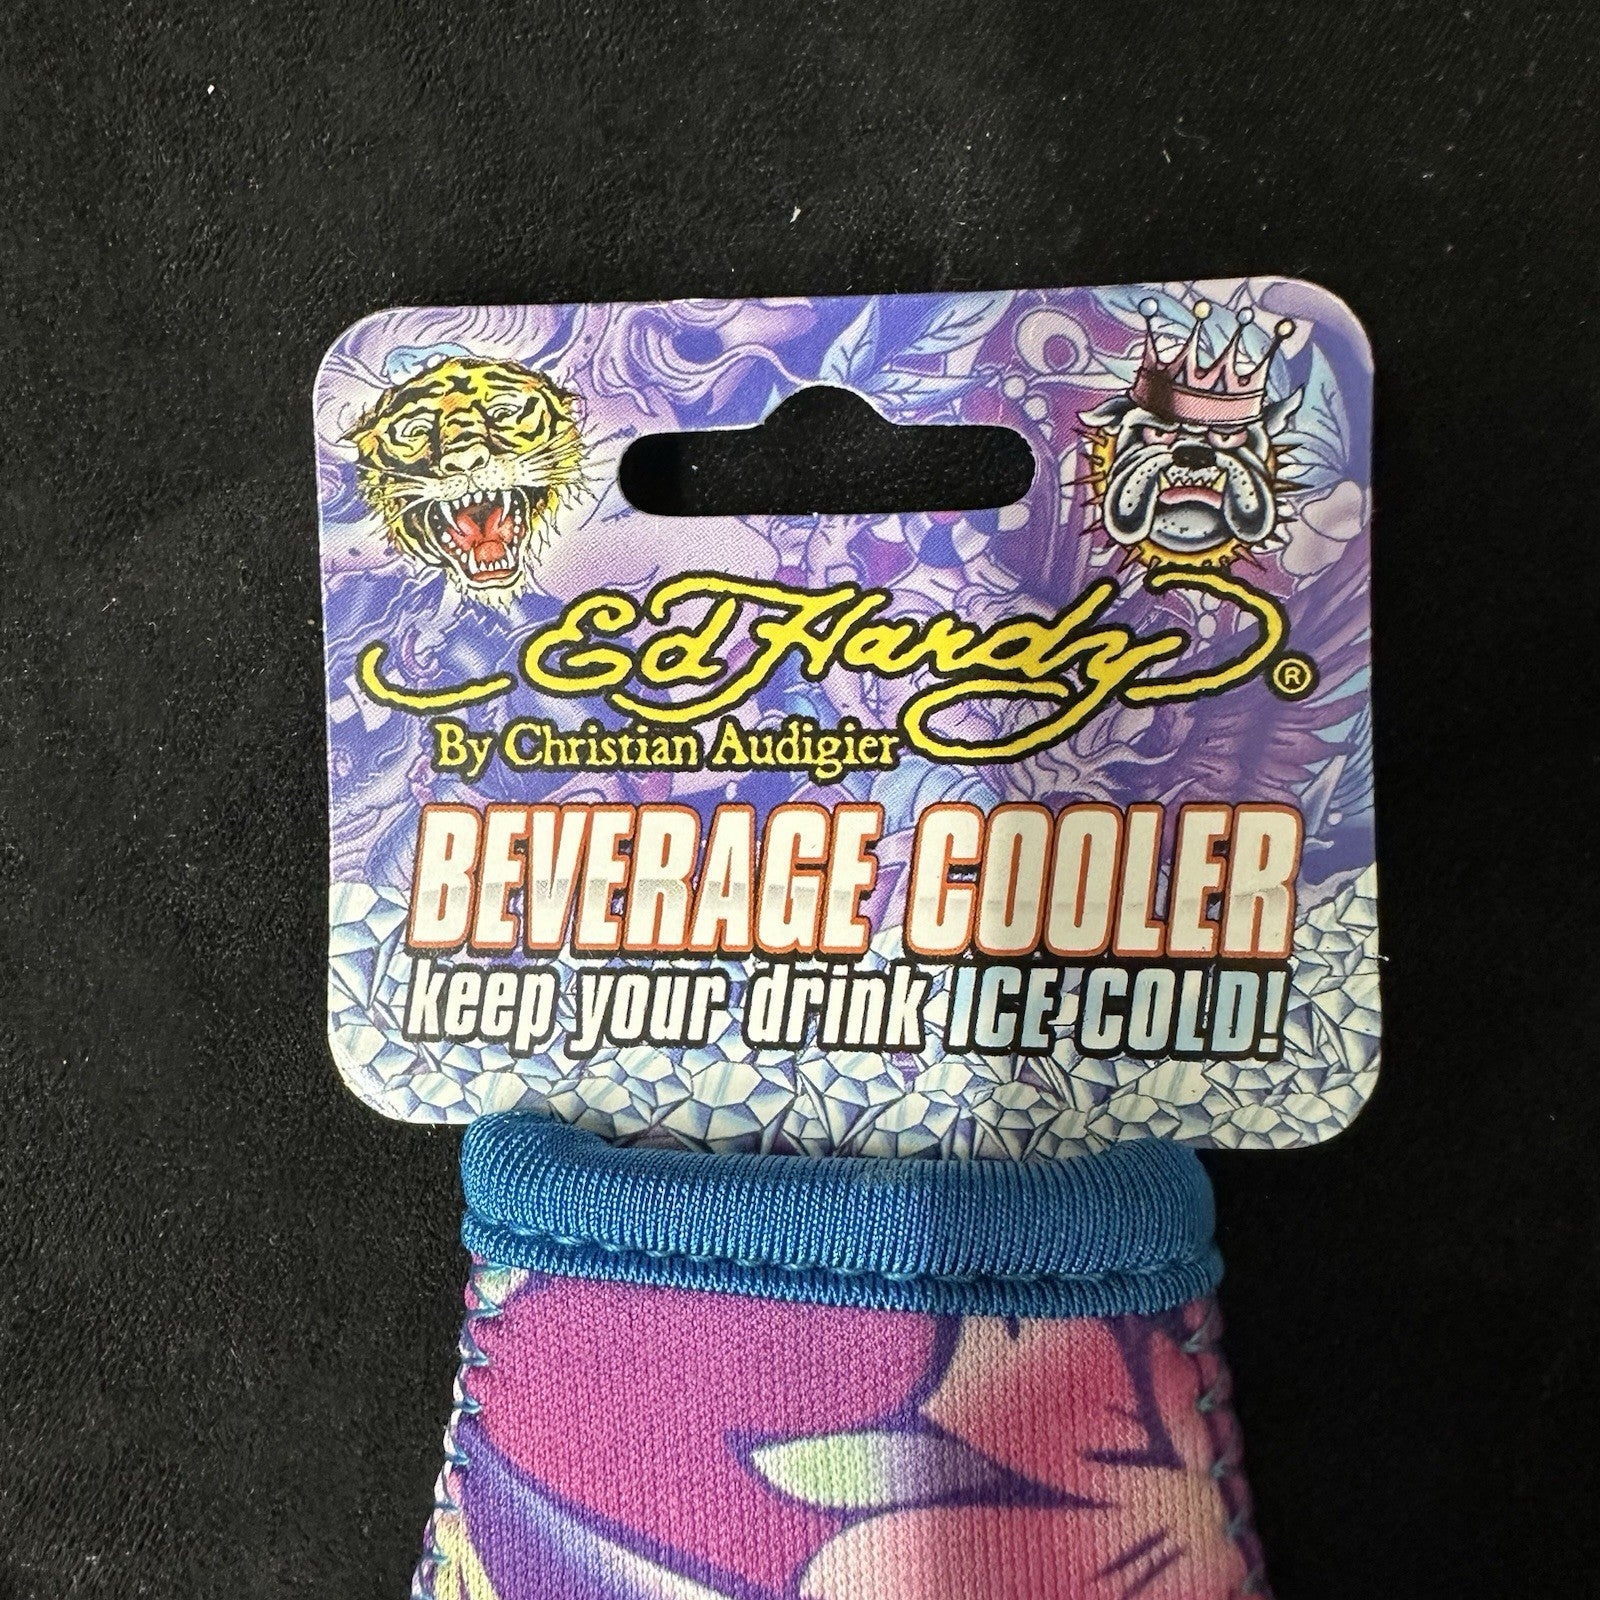 Ed Hardy ®
By Christian Audigier
BEVERAGE COOLER
keep your drink ICE COLD!